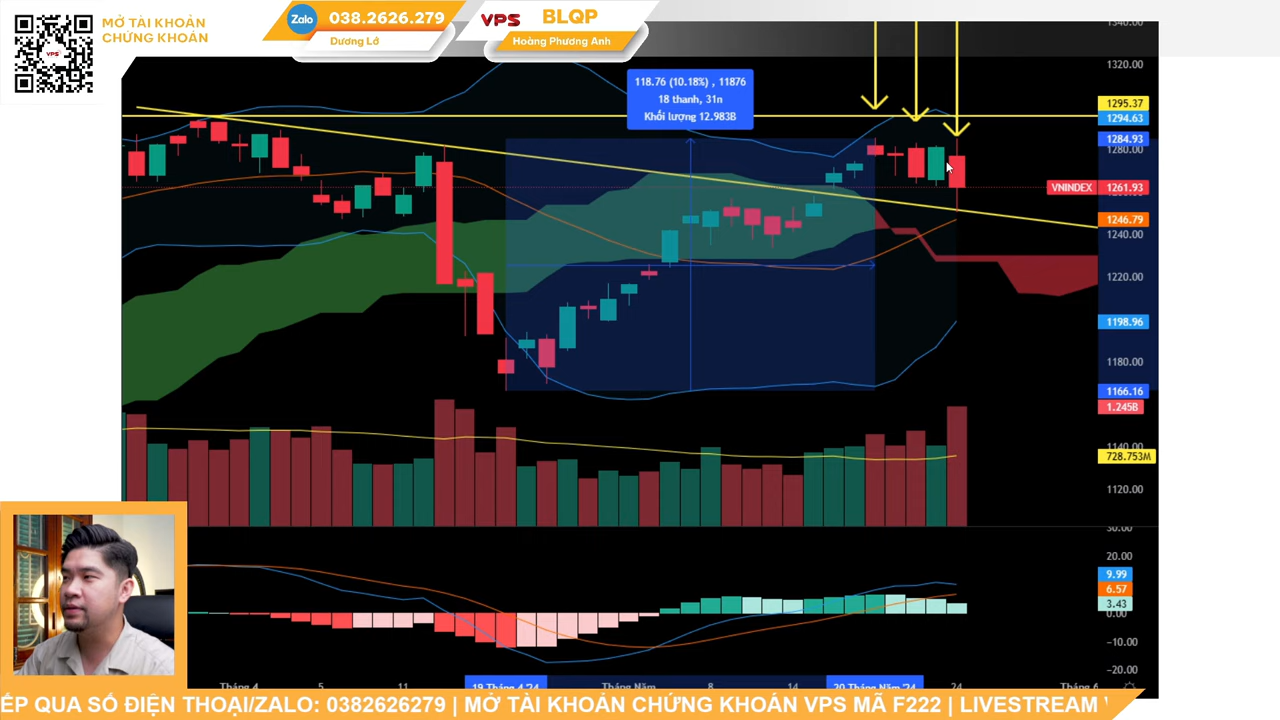 MỞ TÀI KHOẢN
CHỨNG KHOÁN
VPS
Zalo 038.2626.279
Dương Lở
VPS BLQP
Hoàng Phương Anh
118.76 (10.18%) , 11876
18 thanh, 31n
Khối lượng 12.983B
1340.00
1320.00
1295.37
1294.63
1284.93
1280.00
VNINDEX 1261.93
1246.79
1240.00
1220.00
1198.96
1180.00
1166.16
1.245B
1140.00
728.753M
1120.00
30.00
20.00
9.99
6.57
3.43
0.00
-10.00
-20.00
Tháng 4 5 11 19 Tháng 4 '24 Tháng Năm 8 14 20 Tháng Năm '24 24 Tháng 6
ẾP QUA SỐ ĐIỆN THOẠI/ZALO: 0382626279 | MỞ TÀI KHOẢN CHỨNG KHOÁN VPS MÃ F222 | LIVESTREAM